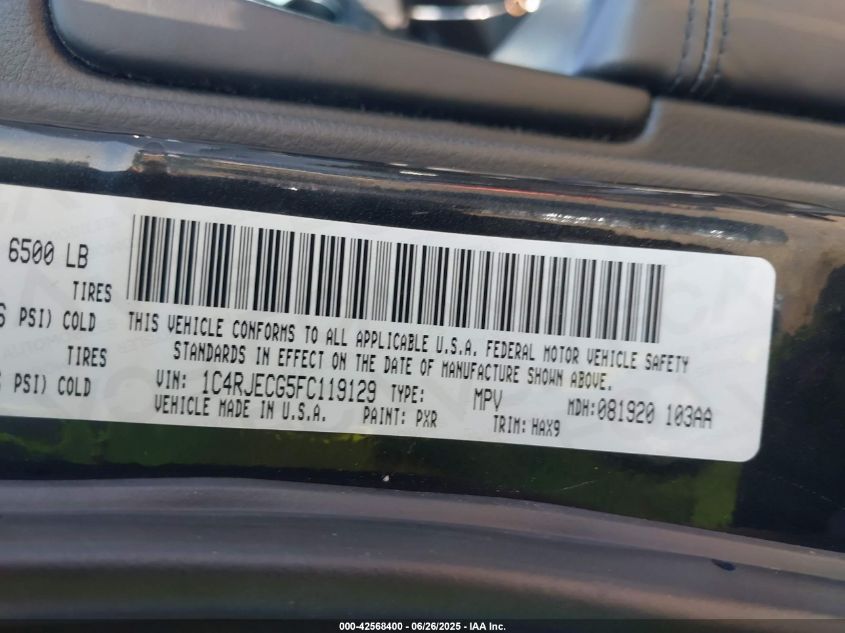 6500 LB
TIRES
PSI) COLD
TIRES
PSI) COLD
THIS VEHICLE CONFORMS TO ALL APPLICABLE U.S.A. FEDERAL MOTOR VEHICLE SAFETY
STANDARDS IN EFFECT ON THE DATE OF MANUFACTURE SHOWN ABOVE.
VIN: 1C4RJECG5FC119129 TYPE: MPV MDH:081920 103AA
VEHICLE MADE IN U.S.A. PAINT: PXR TRIM: HAX9
000-42568400 - 06/26/2025 - IAA Inc.